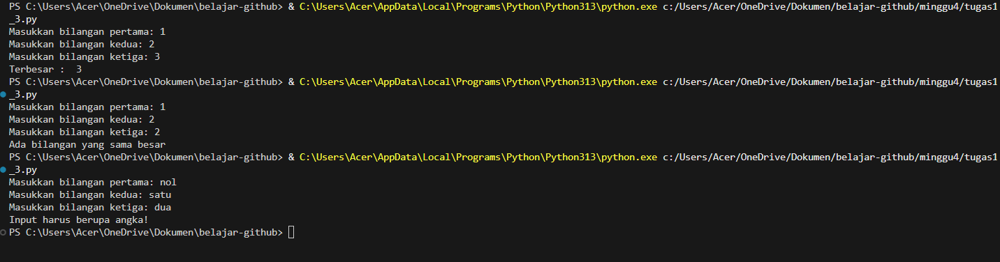 PS C:\Users\Acer\OneDrive\Dokumen\belajar-github> & C:\Users\Acer\AppData\Local\Programs\Python\Python313\python.exe c:/Users/Acer/OneDrive/Dokumen/belajar-github/minggu4/tugas1
_3.py
Masukkan bilangan pertama: 1
Masukkan bilangan kedua: 2
Masukkan bilangan ketiga: 3
Terbesar :  3
PS C:\Users\Acer\OneDrive\Dokumen\belajar-github> & C:\Users\Acer\AppData\Local\Programs\Python\Python313\python.exe c:/Users/Acer/OneDrive/Dokumen/belajar-github/minggu4/tugas1
_3.py
Masukkan bilangan pertama: 1
Masukkan bilangan kedua: 2
Masukkan bilangan ketiga: 2
Ada bilangan yang sama besar
PS C:\Users\Acer\OneDrive\Dokumen\belajar-github> & C:\Users\Acer\AppData\Local\Programs\Python\Python313\python.exe c:/Users/Acer/OneDrive/Dokumen/belajar-github/minggu4/tugas1
_3.py
Masukkan bilangan pertama: nol
Masukkan bilangan kedua: satu
Masukkan bilangan ketiga: dua
Input harus berupa angka!
PS C:\Users\Acer\OneDrive\Dokumen\belajar-github>